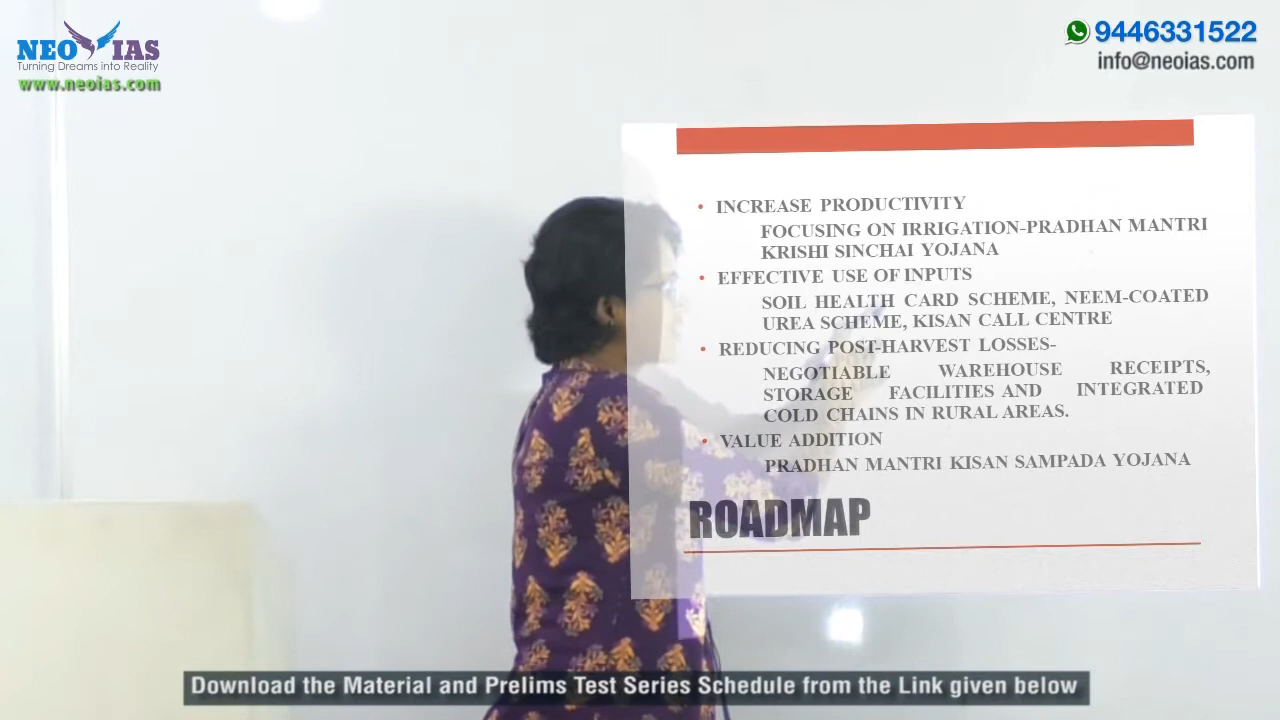 NEO IAS
Turning Dreams into Reality
www.neoias.com
9446331522
info@neoias.com
• INCREASE PRODUCTIVITY
FOCUSING ON IRRIGATION-PRADHAN MANTRI
KRISHI SINCHAI YOJANA
• EFFECTIVE USE OF INPUTS
SOIL HEALTH CARD SCHEME, NEEM-COATED
UREA SCHEME, KISAN CALL CENTRE
• REDUCING POST-HARVEST LOSSES-
NEGOTIABLE WAREHOUSE RECEIPTS,
STORAGE FACILITIES AND INTEGRATED
COLD CHAINS IN RURAL AREAS.
• VALUE ADDITION
PRADHAN MANTRI KISAN SAMPADA YOJANA
ROADMAP
Download the Material and Prelims Test Series Schedule from the Link given below